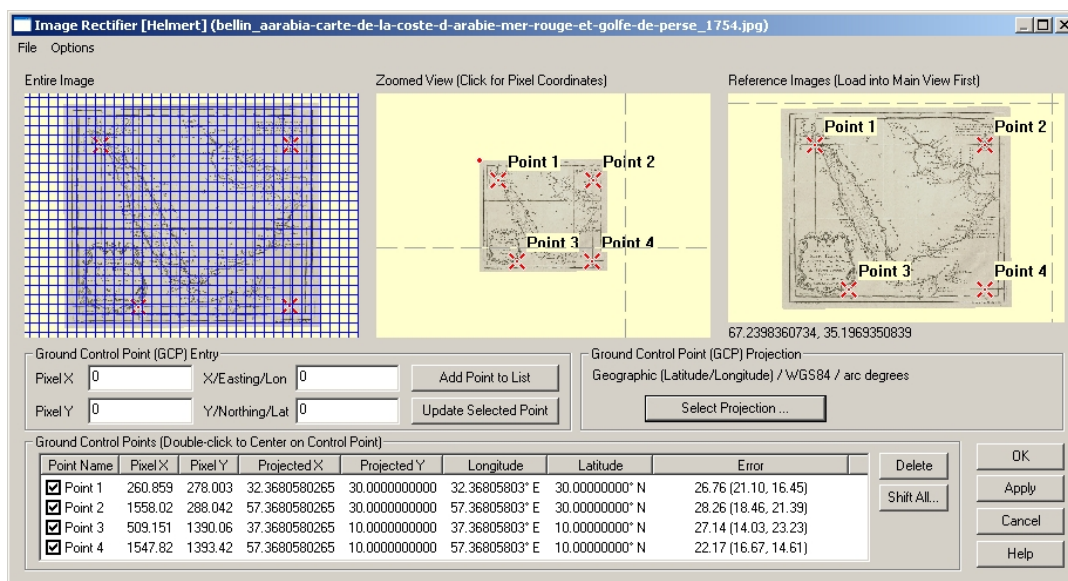 Image Rectifier [Helmert] (bellin_aarabia-carte-de-la-coste-d-arabie-mer-rouge-et-golfe-de-perse_1754.jpg)
File Options
Entire Image Zoomed View (Click for Pixel Coordinates) Reference Images (Load into Main View First)
Point 1 Point 2
Point 3 Point 4
Point 1 Point 2
Point 3 Point 4
67.2398360734, 35.1969350839
Ground Control Point (GCP) Entry
Pixel X 0 X/Easting/Lon 0 Add Point to List
Pixel Y 0 Y/Northing/Lat 0 Update Selected Point
Ground Control Point (GCP) Projection
Geographic (Latitude/Longitude) / WGS84 / arc degrees
Select Projection ...
Ground Control Points (Double-click to Center on Control Point)
Point Name Pixel X Pixel Y Projected X Projected Y Longitude Latitude Error
Point 1 260.859 278.003 32.3680580265 30.0000000000 32.36805803° E 30.00000000° N 26.76 (21.10, 16.45)
Point 2 1558.02 288.042 57.3680580265 30.0000000000 57.36805803° E 30.00000000° N 28.26 (18.46, 21.39)
Point 3 509.151 1390.06 37.3680580265 10.0000000000 37.36805803° E 10.00000000° N 27.14 (14.03, 23.23)
Point 4 1547.82 1393.42 57.3680580265 10.0000000000 57.36805803° E 10.00000000° N 22.17 (16.67, 14.61)
Delete
Shift All...
OK
Apply
Cancel
Help